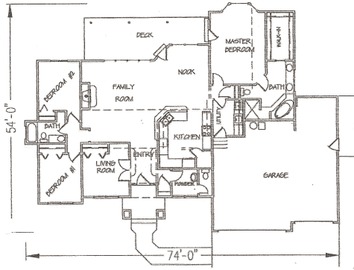 DECK
MASTER
BEDROOM
WALK-IN
NOOK
BEDROOM #2
FAMILY
ROOM
BATH
UTILITY
54'-0"
BATH
KITCHEN
LIVING
ROOM
ENTRY
GARAGE
BEDROOM #1
POWDER
74'-0"